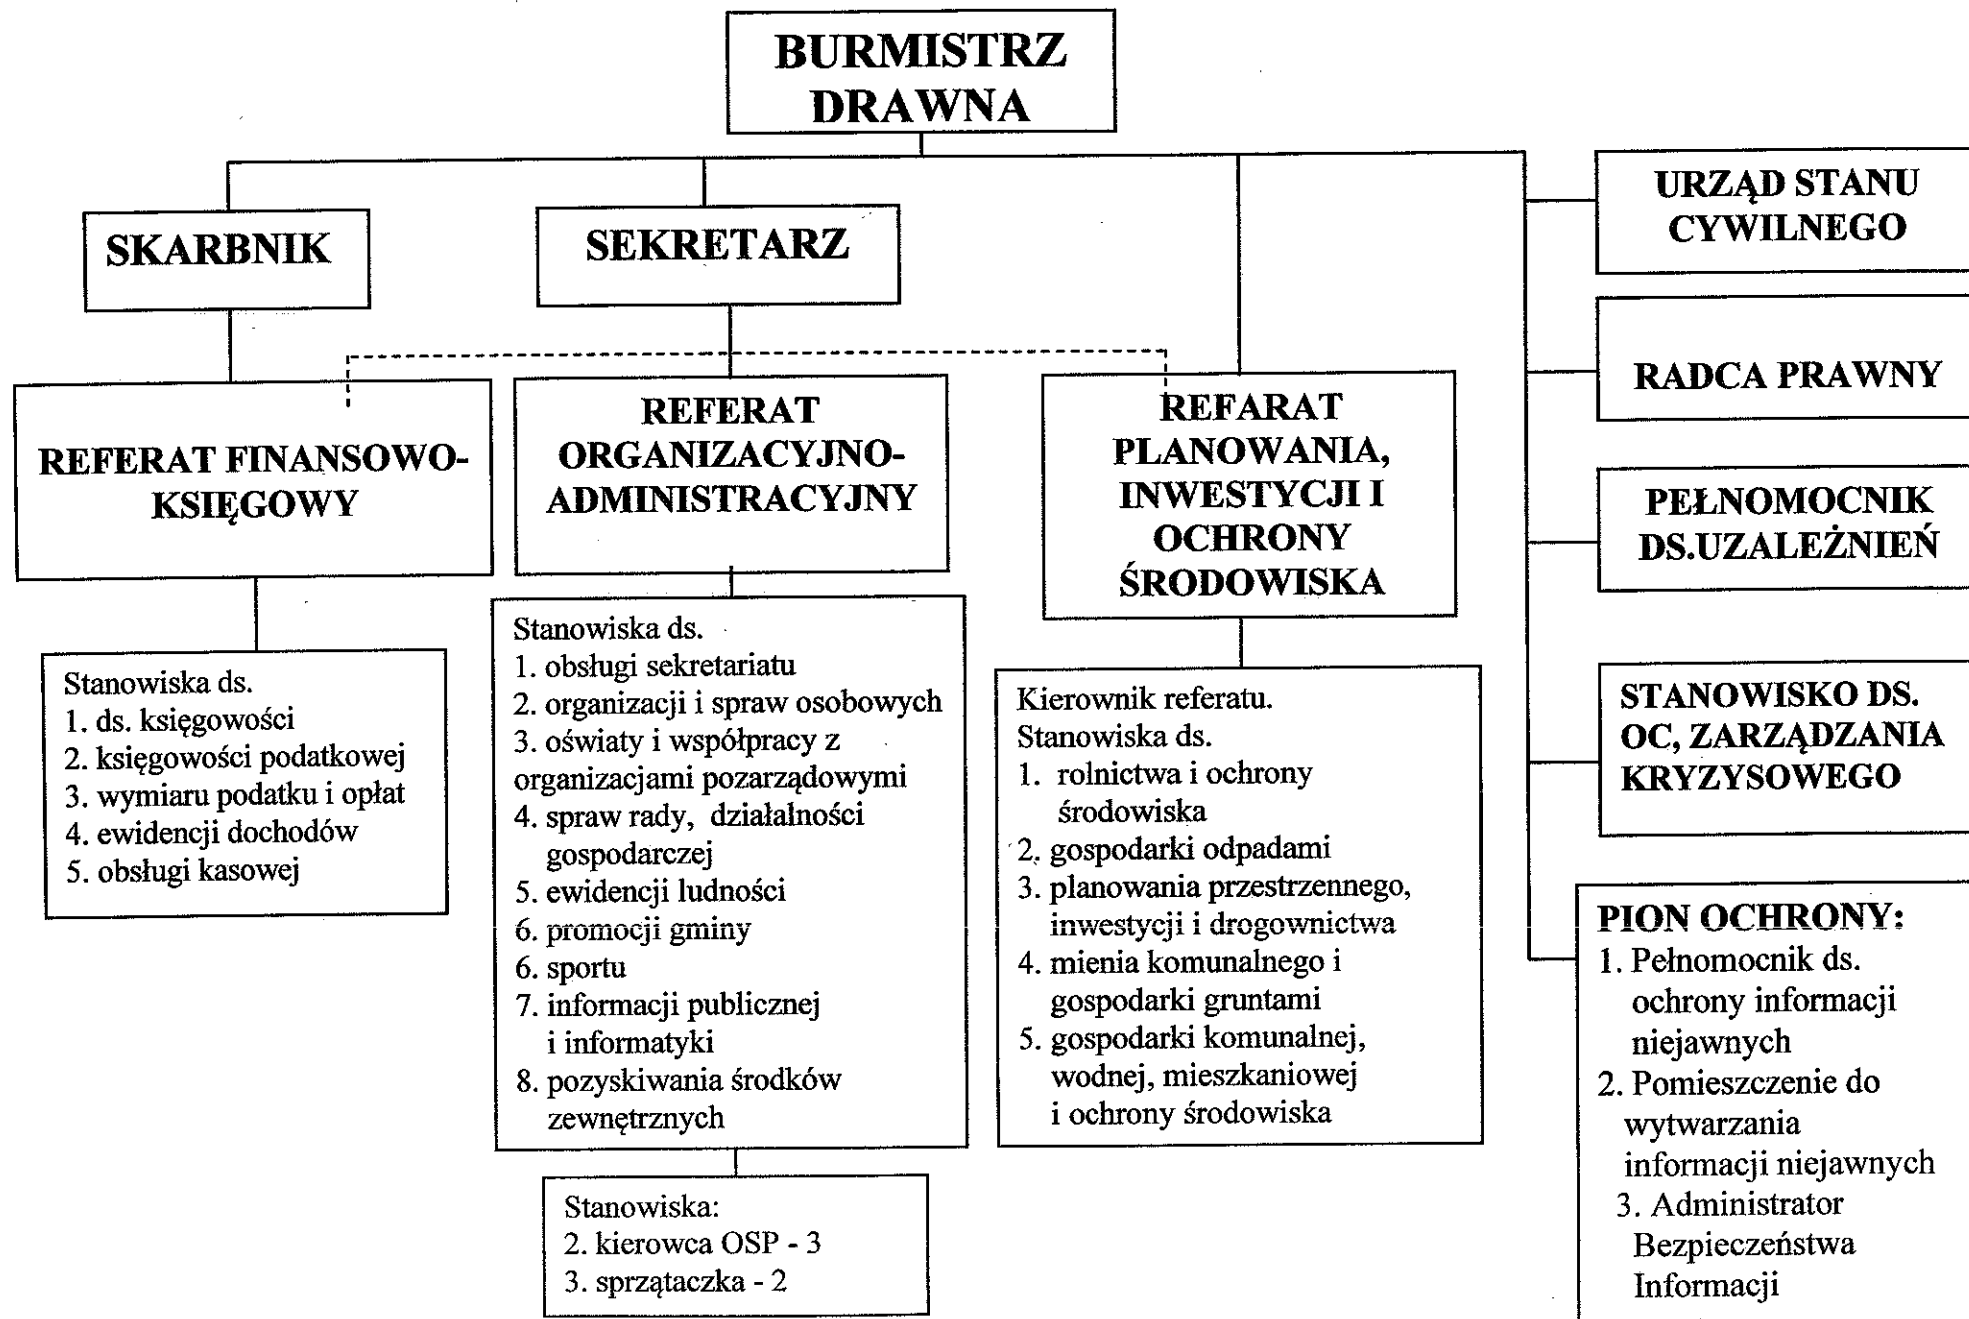 BURMISTRZ
DRAWNA
SKARBNIK
SEKRETARZ
REFERAT FINANSOWO-
KSIĘGOWY
REFERAT
ORGANIZACYJNO-
ADMINISTRACYJNY
REFARAT
PLANOWANIA,
INWESTYCJI I
OCHRONY
ŚRODOWISKA
Stanowiska ds.
1. ds. księgowości
2. księgowości podatkowej
3. wymiaru podatku i opłat
4. ewidencji dochodów
5. obsługi kasowej
Stanowiska ds.
1. obsługi sekretariatu
2. organizacji i spraw osobowych
3. oświaty i współpracy z
organizacjami pozarządowymi
4. spraw rady, działalności
gospodarczej
5. ewidencji ludności
6. promocji gminy
6. sportu
7. informacji publicznej
i informatyki
8. pozyskiwania środków
zewnętrznych
Stanowiska:
2. kierowca OSP - 3
3. sprzątaczka - 2
Kierownik referatu.
Stanowiska ds.
1. rolnictwa i ochrony
środowiska
2. gospodarki odpadami
3. planowania przestrzennego,
inwestycji i drogownictwa
4. mienia komunalnego i
gospodarki gruntami
5. gospodarki komunalnej,
wodnej, mieszkaniowej
i ochrony środowiska
URZĄD STANU
CYWILNEGO
RADCA PRAWNY
PEŁNOMOCNIK
DS.UZALEŻNIEŃ
STANOWISKO DS.
OC, ZARZĄDZANIA
KRYZYSOWEGO
PION OCHRONY:
1. Pełnomocnik ds.
ochrony informacji
niejawnych
2. Pomieszczenie do
wytwarzania
informacji niejawnych
3. Administrator
Bezpieczeństwa
Informacji